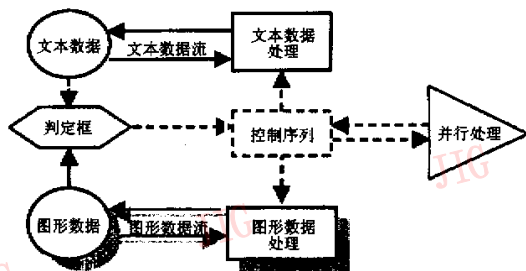 文本数据
文本数据流
文本数据
处理
判定框
控制序列
并行处理
图形数据
图形数据流
图形数据
处理
JIG
JIG